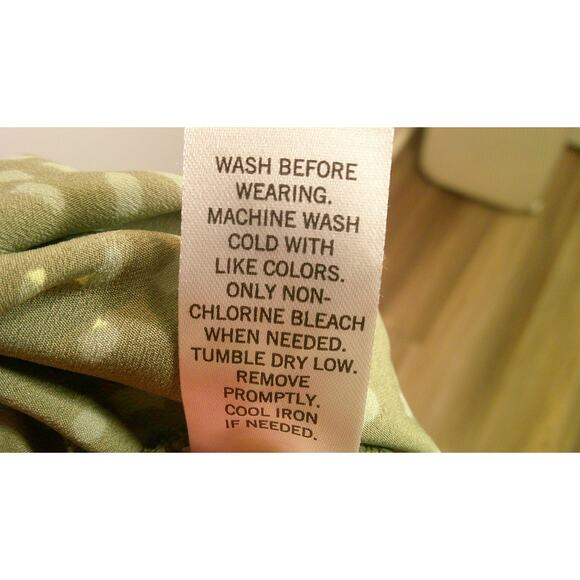 WASH BEFORE
WEARING.
MACHINE WASH
COLD WITH
LIKE COLORS.
ONLY NON-
CHLORINE BLEACH
WHEN NEEDED.
TUMBLE DRY LOW.
REMOVE
PROMPTLY.
COOL IRON
IF NEEDED.